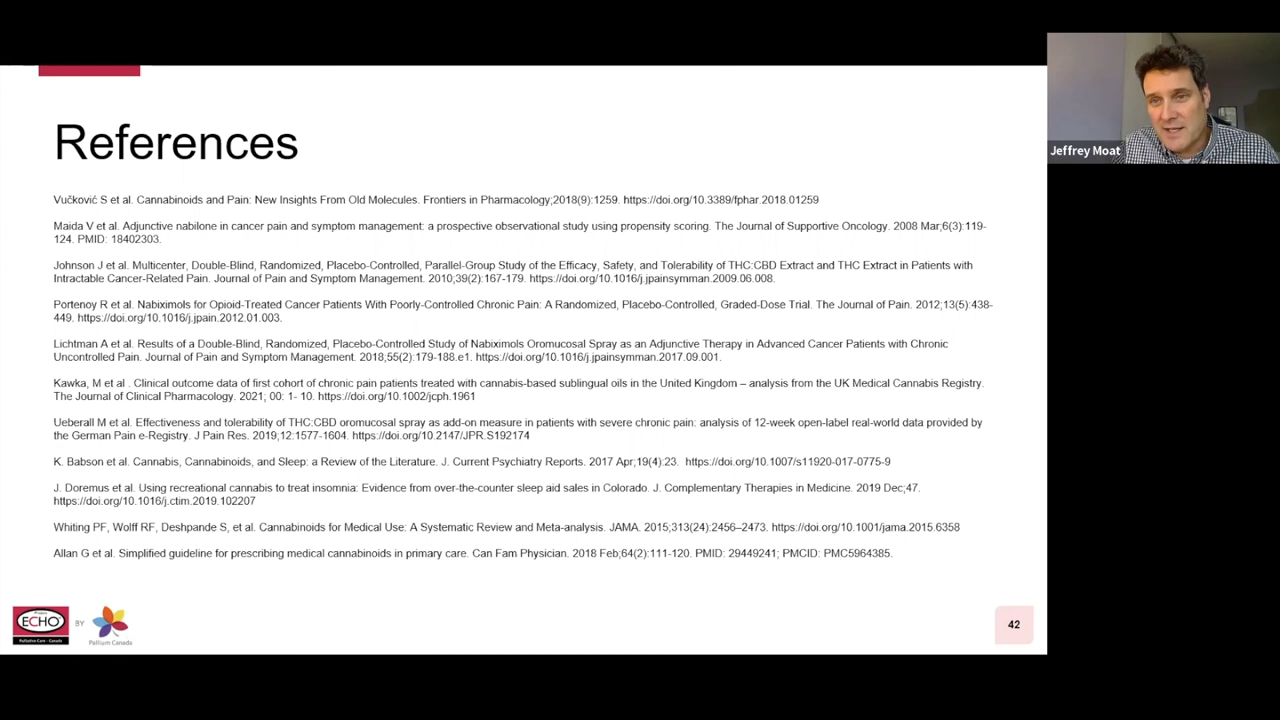 References
Vučković S et al. Cannabinoids and Pain: New Insights From Old Molecules. Frontiers in Pharmacology;2018(9):1259. https://doi.org/10.3389/fphar.2018.01259
Maida V et al. Adjunctive nabilone in cancer pain and symptom management: a prospective observational study using propensity scoring. The Journal of Supportive Oncology. 2008 Mar;6(3):119-
124. PMID: 18402303.
Johnson J et al. Multicenter, Double-Blind, Randomized, Placebo-Controlled, Parallel-Group Study of the Efficacy, Safety, and Tolerability of THC:CBD Extract and THC Extract in Patients with
Intractable Cancer-Related Pain. Journal of Pain and Symptom Management. 2010;39(2):167-179. https://doi.org/10.1016/j.jpainsymman.2009.06.008.
Portenoy R et al. Nabiximols for Opioid-Treated Cancer Patients With Poorly-Controlled Chronic Pain: A Randomized, Placebo-Controlled, Graded-Dose Trial. The Journal of Pain. 2012;13(5):438-
449. https://doi.org/10.1016/j.jpain.2012.01.003.
Lichtman A et al. Results of a Double-Blind, Randomized, Placebo-Controlled Study of Nabiximols Oromucosal Spray as an Adjunctive Therapy in Advanced Cancer Patients with Chronic
Uncontrolled Pain. Journal of Pain and Symptom Management. 2018,55(2):179-188.e1. https://doi.org/10.1016/j.jpainsymman.2017.09.001.
Kawka, M et al . Clinical outcome data of first cohort of chronic pain patients treated with cannabis-based sublingual oils in the United Kingdom – analysis from the UK Medical Cannabis Registry.
The Journal of Clinical Pharmacology. 2021; 00: 1- 10. https://doi.org/10.1002/jcph.1961
Ueberall M et al. Effectiveness and tolerability of THC:CBD oromucosal spray as add-on measure in patients with severe chronic pain: analysis of 12-week open-label real-world data provided by
the German Pain e-Registry. J Pain Res. 2019;12:1577-1604. https://doi.org/10.2147/JPR.S192174
K. Babson et al. Cannabis, Cannabinoids, and Sleep: a Review of the Literature. J. Current Psychiatry Reports. 2017 Apr;19(4):23. https://doi.org/10.1007/s11920-017-0775-9
J. Doremus et al. Using recreational cannabis to treat insomnia: Evidence from over-the-counter sleep aid sales in Colorado. J. Complementary Therapies in Medicine. 2019 Dec;47.
https://doi.org/10.1016/j.ctim.2019.102207
Whiting PF, Wolff RF, Deshpande S, et al. Cannabinoids for Medical Use: A Systematic Review and Meta-analysis. JAMA. 2015;313(24):2456–2473. https://doi.org/10.1001/jama.2015.6358
Allan G et al. Simplified guideline for prescribing medical cannabinoids in primary care. Can Fam Physician. 2018 Feb;64(2):111-120. PMID: 29449241; PMCID: PMC5964385.
ECHO
Palliative Care - Canada
BY
Pallium Canada
42
Jeffrey Moat